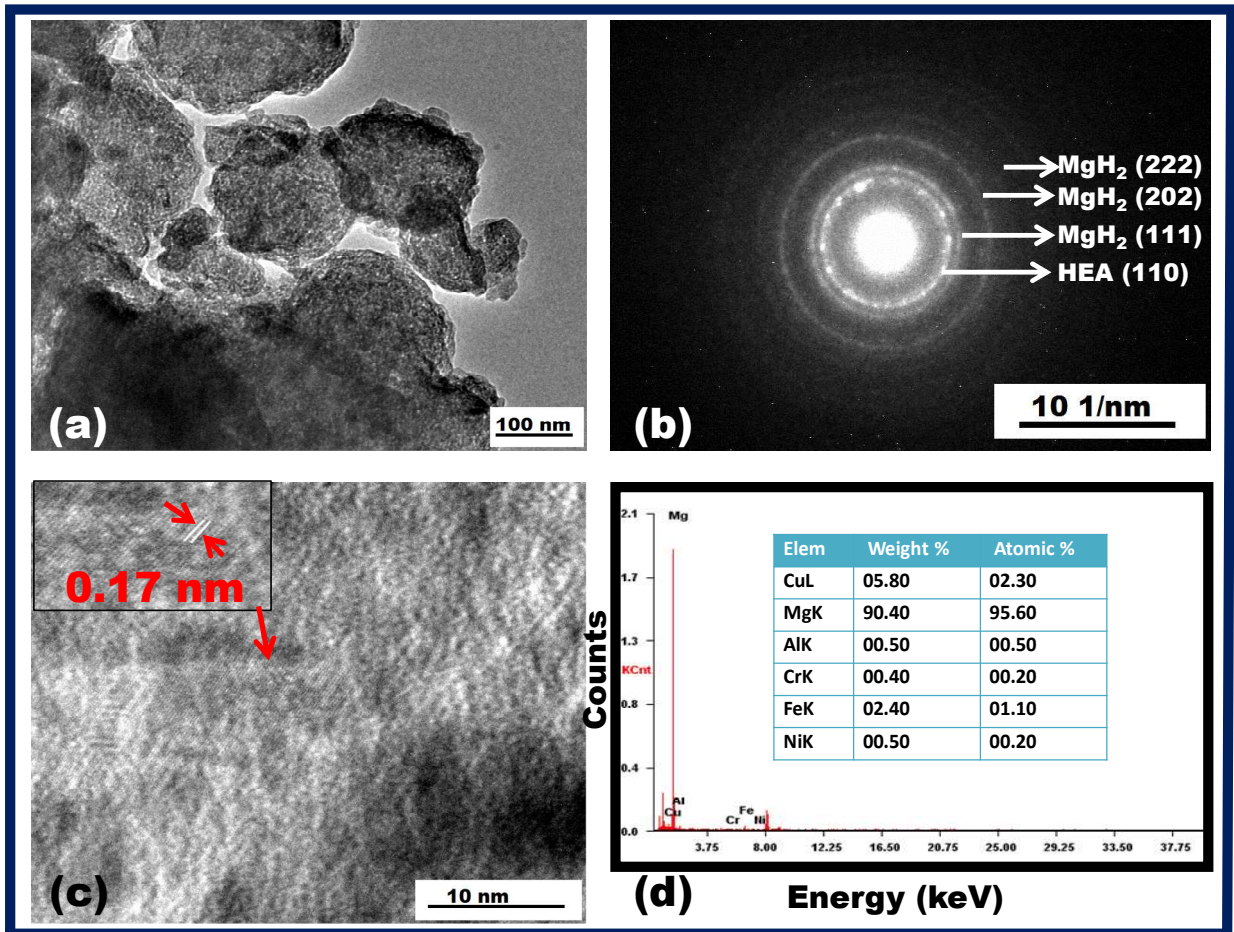 (a)
100 nm
MgH₂ (222)
MgH₂ (202)
MgH₂ (111)
HEA (110)
(b)
10 1/nm
0.17 nm
(c)
10 nm
2.1
1.7
1.3
KCnt
0.8
0.4
0.0
Counts
Mg
Al
Cu
Cr
Fe
Ni
Elem Weight % Atomic %
CuL 05.80 02.30
MgK 90.40 95.60
AlK 00.50 00.50
CrK 00.40 00.20
FeK 02.40 01.10
NiK 00.50 00.20
3.75 8.00 12.25 16.50 20.75 25.00 29.25 33.50 37.75
(d)
Energy (keV)